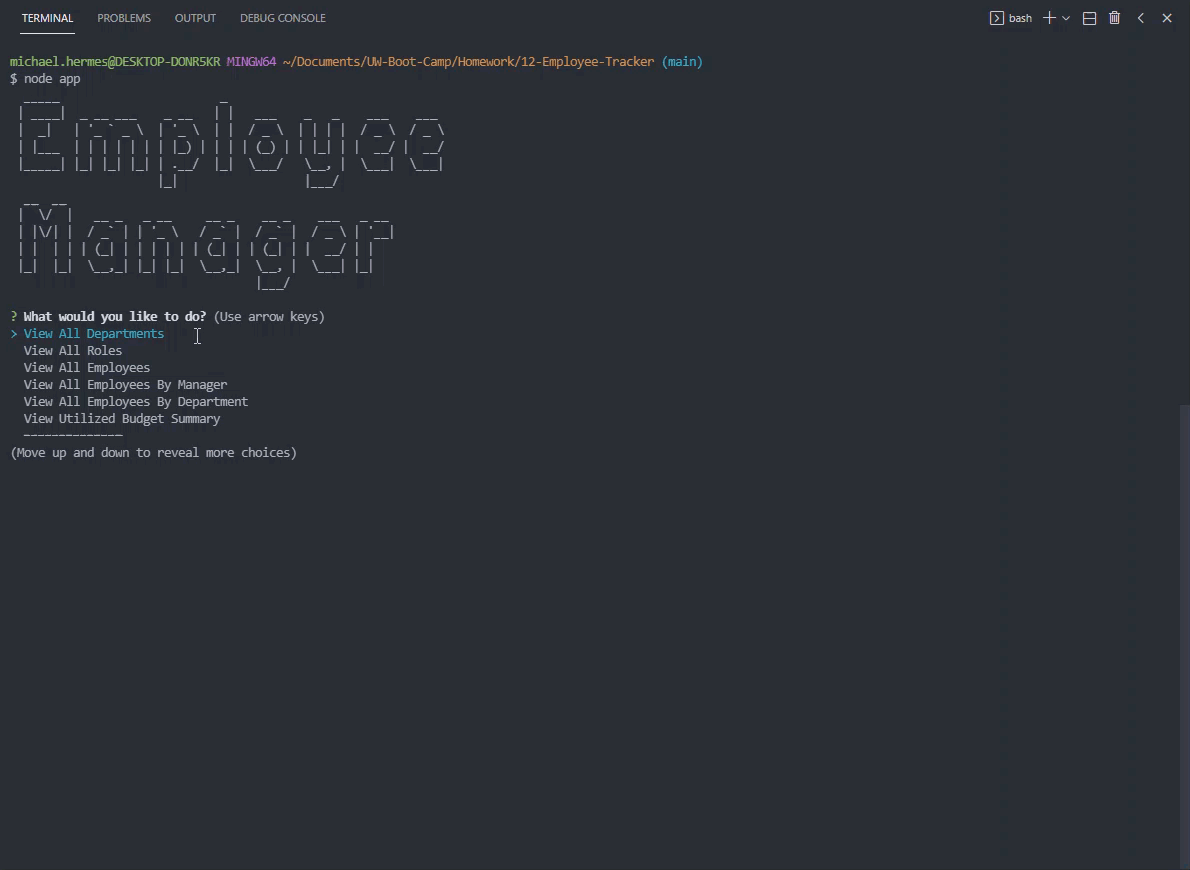 TERMINAL PROBLEMS OUTPUT DEBUG CONSOLE bash
michael.hermes@DESKTOP-DONR5KR MINGW64 ~/Documents/UW-Boot-Camp/Homework/12-Employee-Tracker (main)
$ node app
Employee
Manager
? What would you like to do? (Use arrow keys)
> View All Departments
View All Roles
View All Employees
View All Employees By Manager
View All Employees By Department
View Utilized Budget Summary
--------------
(Move up and down to reveal more choices)